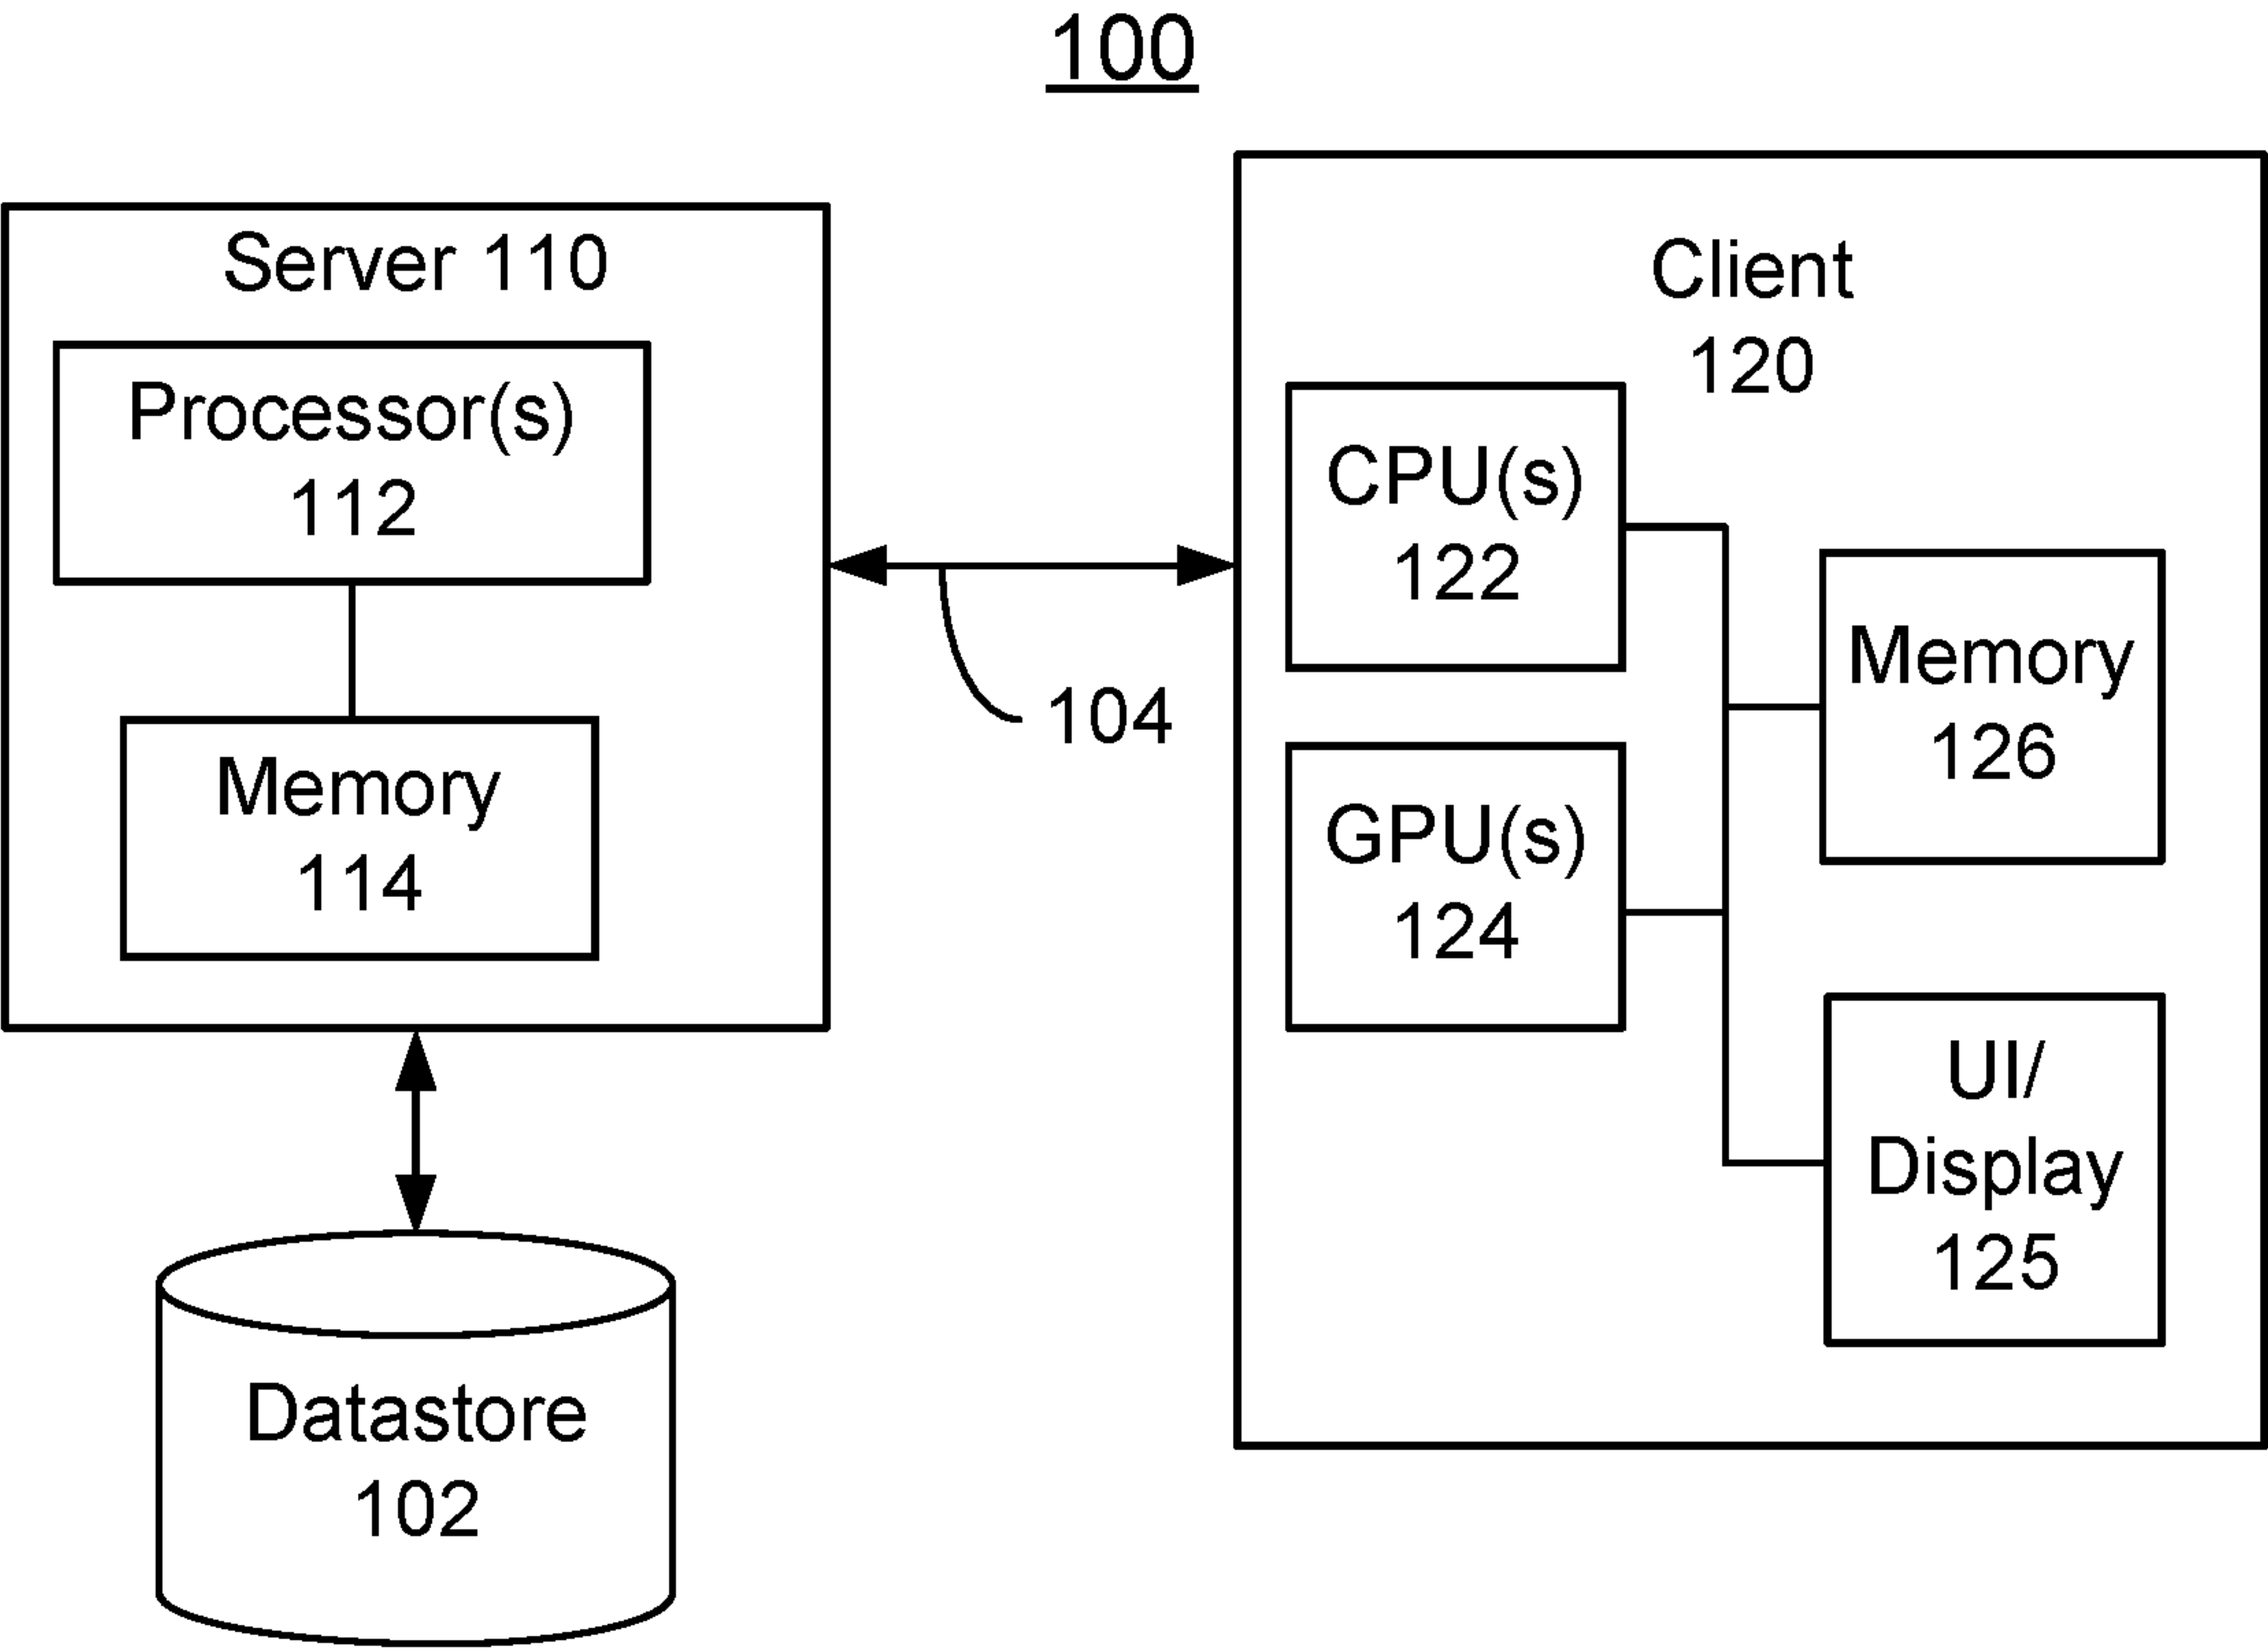 100
Server 110
Processor(s)
112
Memory
114
Datastore
102
104
Client
120
CPU(s)
122
GPU(s)
124
Memory
126
UI/
Display
125